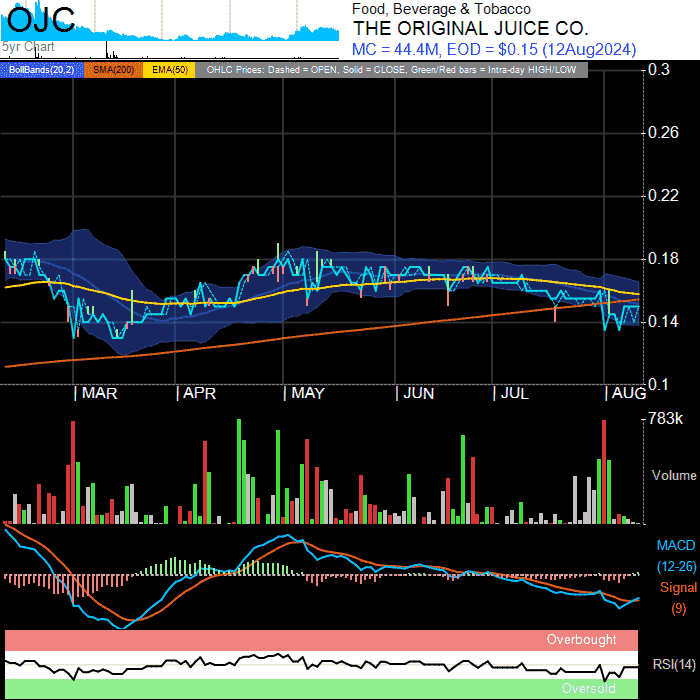 OJC
5yr Chart
Food, Beverage & Tobacco
THE ORIGINAL JUICE CO.
MC = 44.4M, EOD = $0.15 (12Aug2024)
BollBands(20,2) SMA(200) EMA(50) OHLC Prices: Dashed = OPEN, Solid = CLOSE, Green/Red bars = Intra-day HIGH/LOW
0.3
0.26
0.22
0.18
0.14
0.1
| MAR | APR | MAY | JUN | JUL | AUG
783k
Volume
MACD
(12-26)
Signal
(9)
Overbought
RSI(14)
Oversold